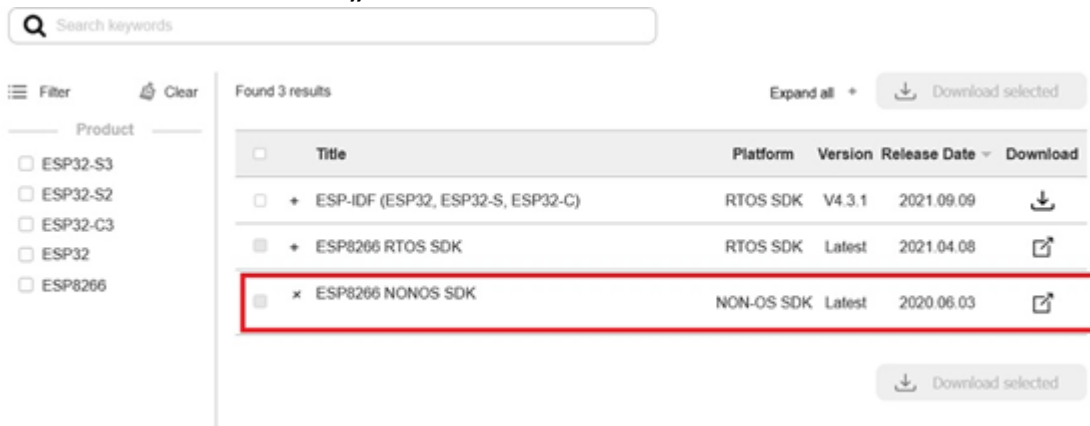 Search keywords
Filter Clear
Product
ESP32-S3
ESP32-S2
ESP32-C3
ESP32
ESP8266
Found 3 results Expand all + Download selected
Title Platform Version Release Date Download
+ ESP-IDF (ESP32, ESP32-S, ESP32-C) RTOS SDK V4.3.1 2021.09.09
+ ESP8266 RTOS SDK RTOS SDK Latest 2021.04.08
× ESP8266 NONOS SDK NON-OS SDK Latest 2020.06.03
Download selected